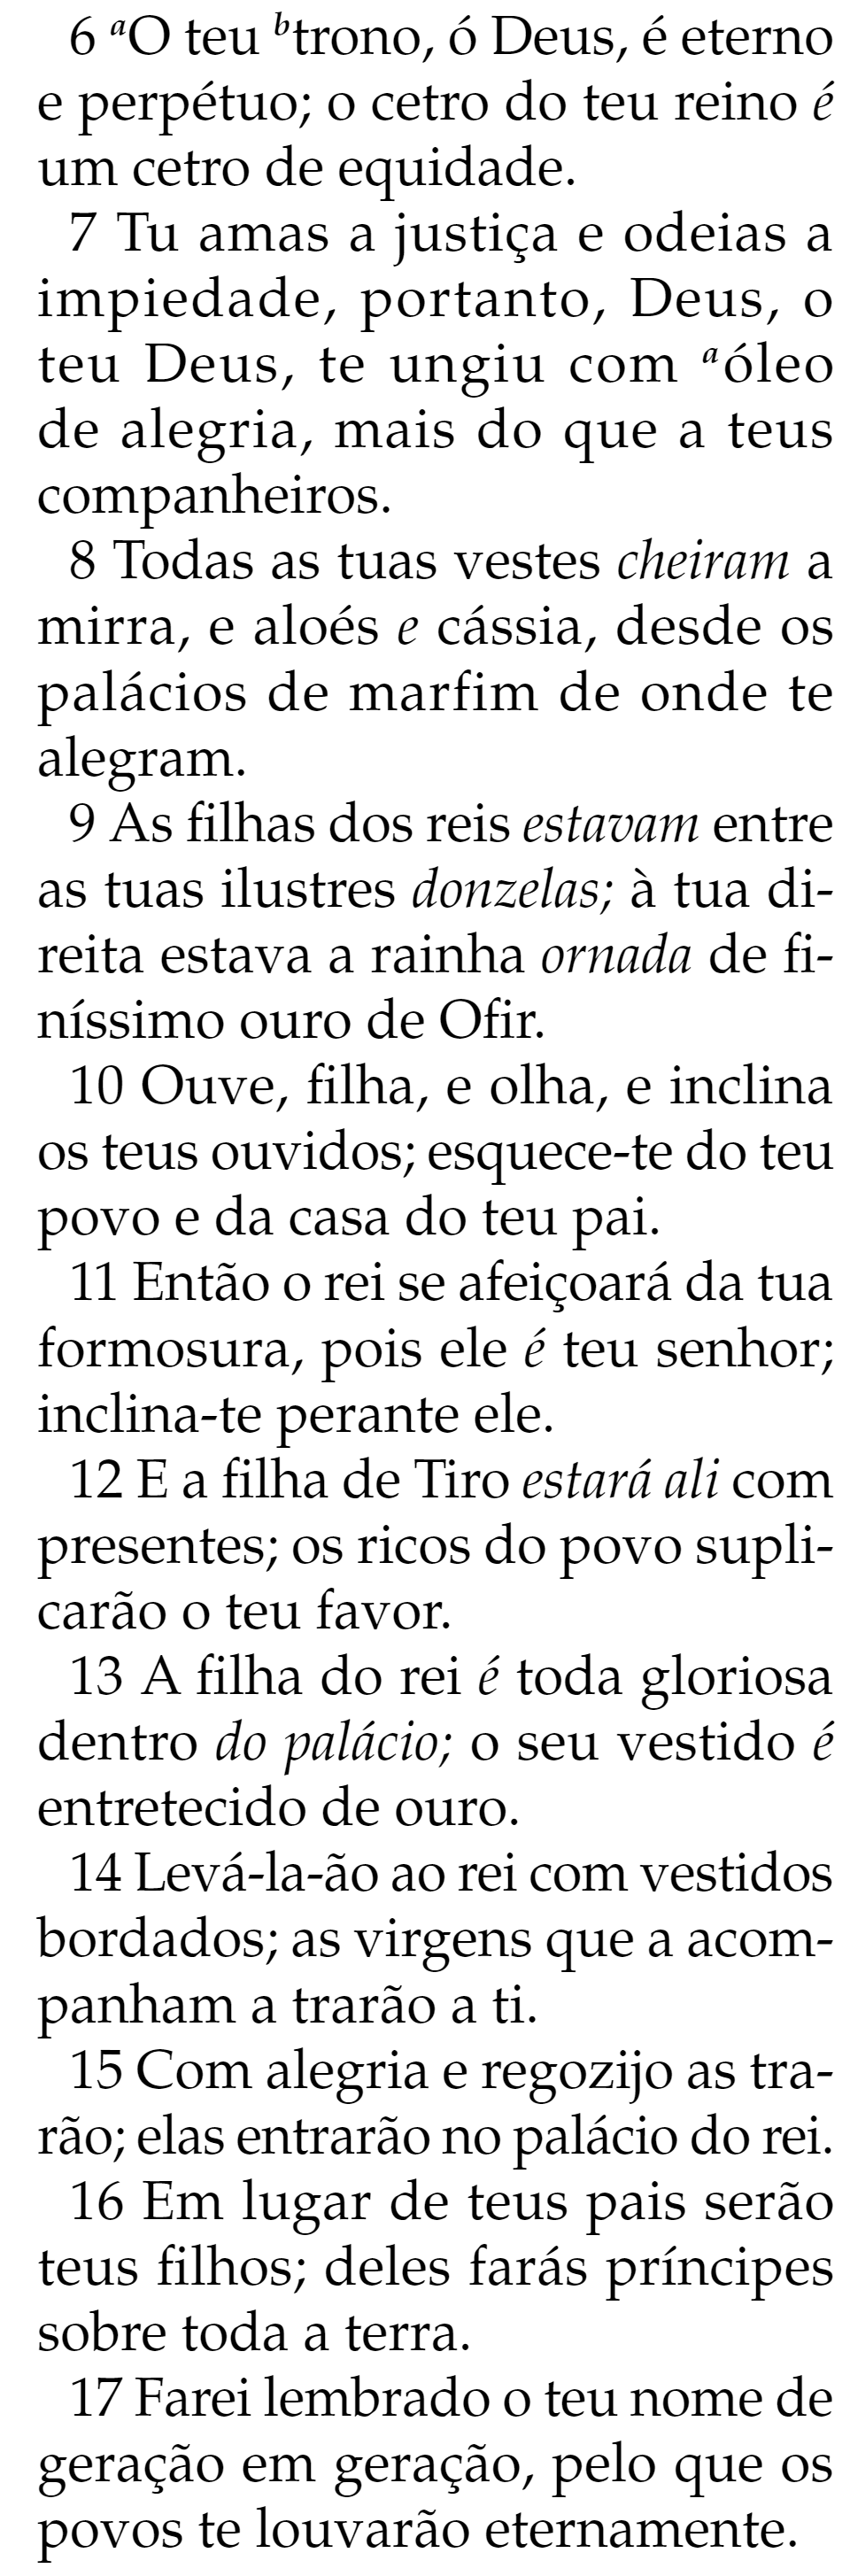 6 ᵃO teu ᵇtrono, ó Deus, é eterno
e perpétuo; o cetro do teu reino é
um cetro de equidade.
7 Tu amas a justiça e odeias a
impiedade, portanto, Deus, o
teu Deus, te ungiu com ᵃóleo
de alegria, mais do que a teus
companheiros.
8 Todas as tuas vestes cheiram a
mirra, e aloés e cássia, desde os
palácios de marfim de onde te
alegram.
9 As filhas dos reis estavam entre
as tuas ilustres donzelas; à tua di-
reita estava a rainha ornada de fi-
níssimo ouro de Ofir.
10 Ouve, filha, e olha, e inclina
os teus ouvidos; esquece-te do teu
povo e da casa do teu pai.
11 Então o rei se afeiçoará da tua
formosura, pois ele é teu senhor;
inclina-te perante ele.
12 E a filha de Tiro estará ali com
presentes; os ricos do povo supli-
carão o teu favor.
13 A filha do rei é toda gloriosa
dentro do palácio; o seu vestido é
entretecido de ouro.
14 Levá-la-ão ao rei com vestidos
bordados; as virgens que a acom-
panham a trarão a ti.
15 Com alegria e regozijo as tra-
rão; elas entrarão no palácio do rei.
16 Em lugar de teus pais serão
teus filhos; deles farás príncipes
sobre toda a terra.
17 Farei lembrado o teu nome de
geração em geração, pelo que os
povos te louvarão eternamente.